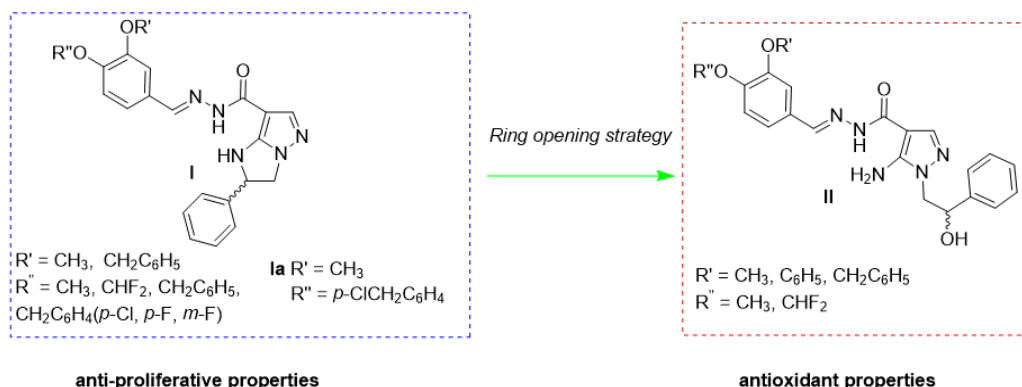 OR'
R"O
O
N
N
H
N
HN
N
I
R' = CH₃, CH₂C₆H₅
R" = CH₃, CHF₂, CH₂C₆H₅,
CH₂C₆H₄(p-Cl, p-F, m-F)
Ia R' = CH₃
R" = p-ClCH₂C₆H₄
anti-proliferative properties
Ring opening strategy
OR'
R"O
O
N
N
H
N
H₂N
N
II
OH
R' = CH₃, C₆H₅, CH₂C₆H₅
R" = CH₃, CHF₂
antioxidant properties